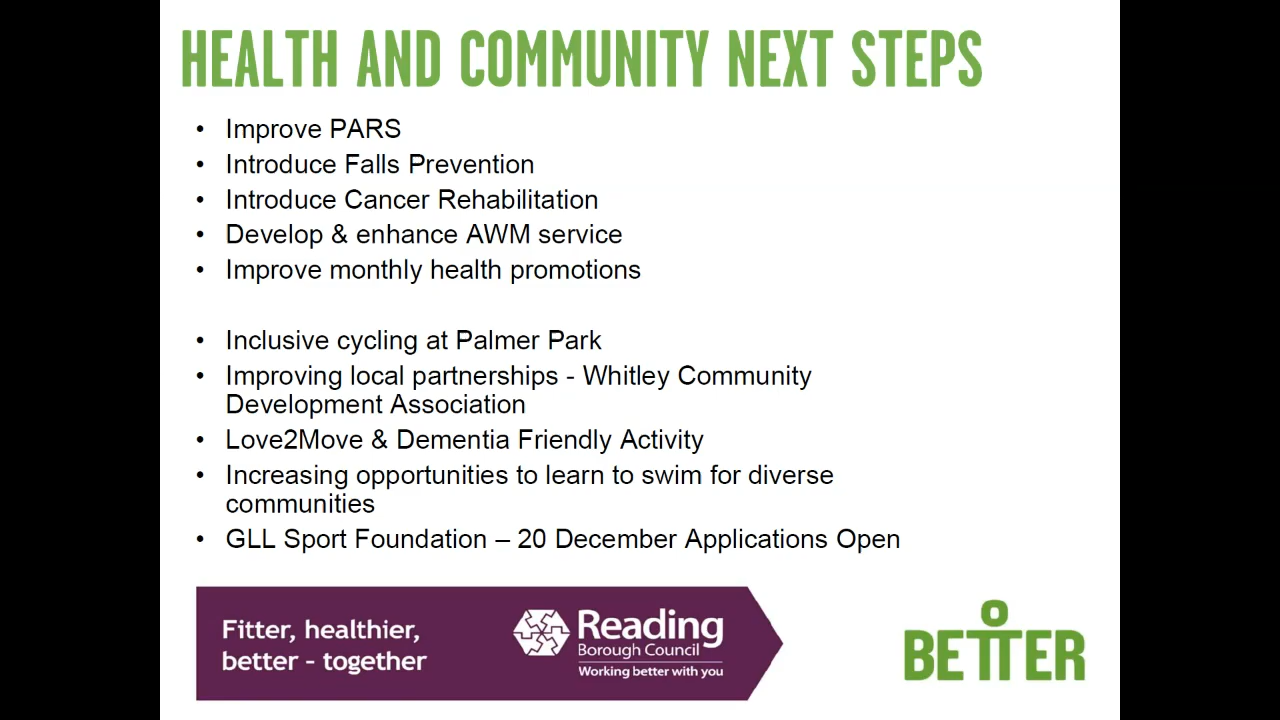 HEALTH AND COMMUNITY NEXT STEPS
• Improve PARS
• Introduce Falls Prevention
• Introduce Cancer Rehabilitation
• Develop & enhance AWM service
• Improve monthly health promotions
• Inclusive cycling at Palmer Park
• Improving local partnerships - Whitley Community
Development Association
• Love2Move & Dementia Friendly Activity
• Increasing opportunities to learn to swim for diverse
communities
• GLL Sport Foundation – 20 December Applications Open
Fitter, healthier,
better - together
Reading
Borough Council
Working better with you
BETTER